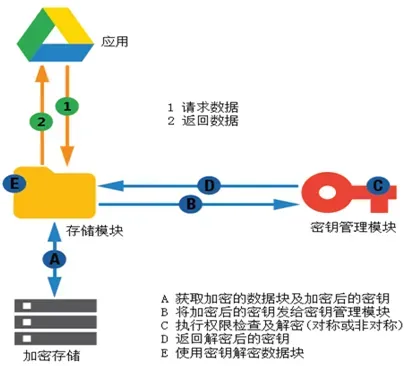 应用
1 请求数据
2 返回数据
1
2
E
D
C
B
存储模块
密钥管理模块
A
A 获取加密的数据块及加密后的密钥
B 将加密后的密钥发给密钥管理模块
C 执行权限检查及解密(对称或非对称)
D 返回解密后的密钥
E 使用密钥解密数据块
加密存储